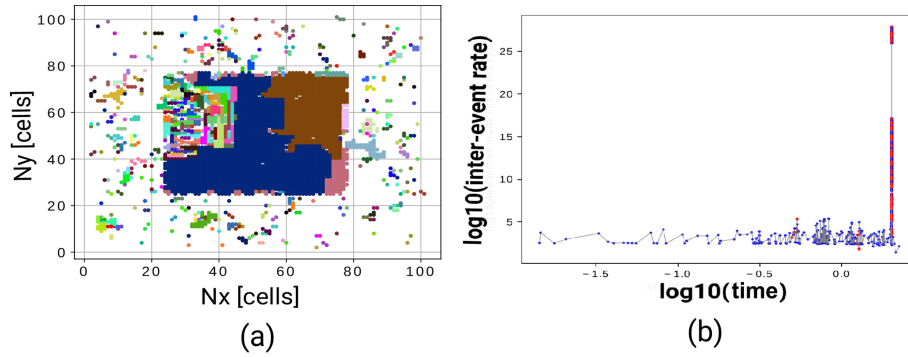 100
80
60
40
20
0
Ny [cells]
0 20 40 60 80 100
Nx [cells]
(a)
25
20
15
10
5
log10(inter-event rate)
−1.5 −1.0 −0.5 0.0
log10(time)
(b)